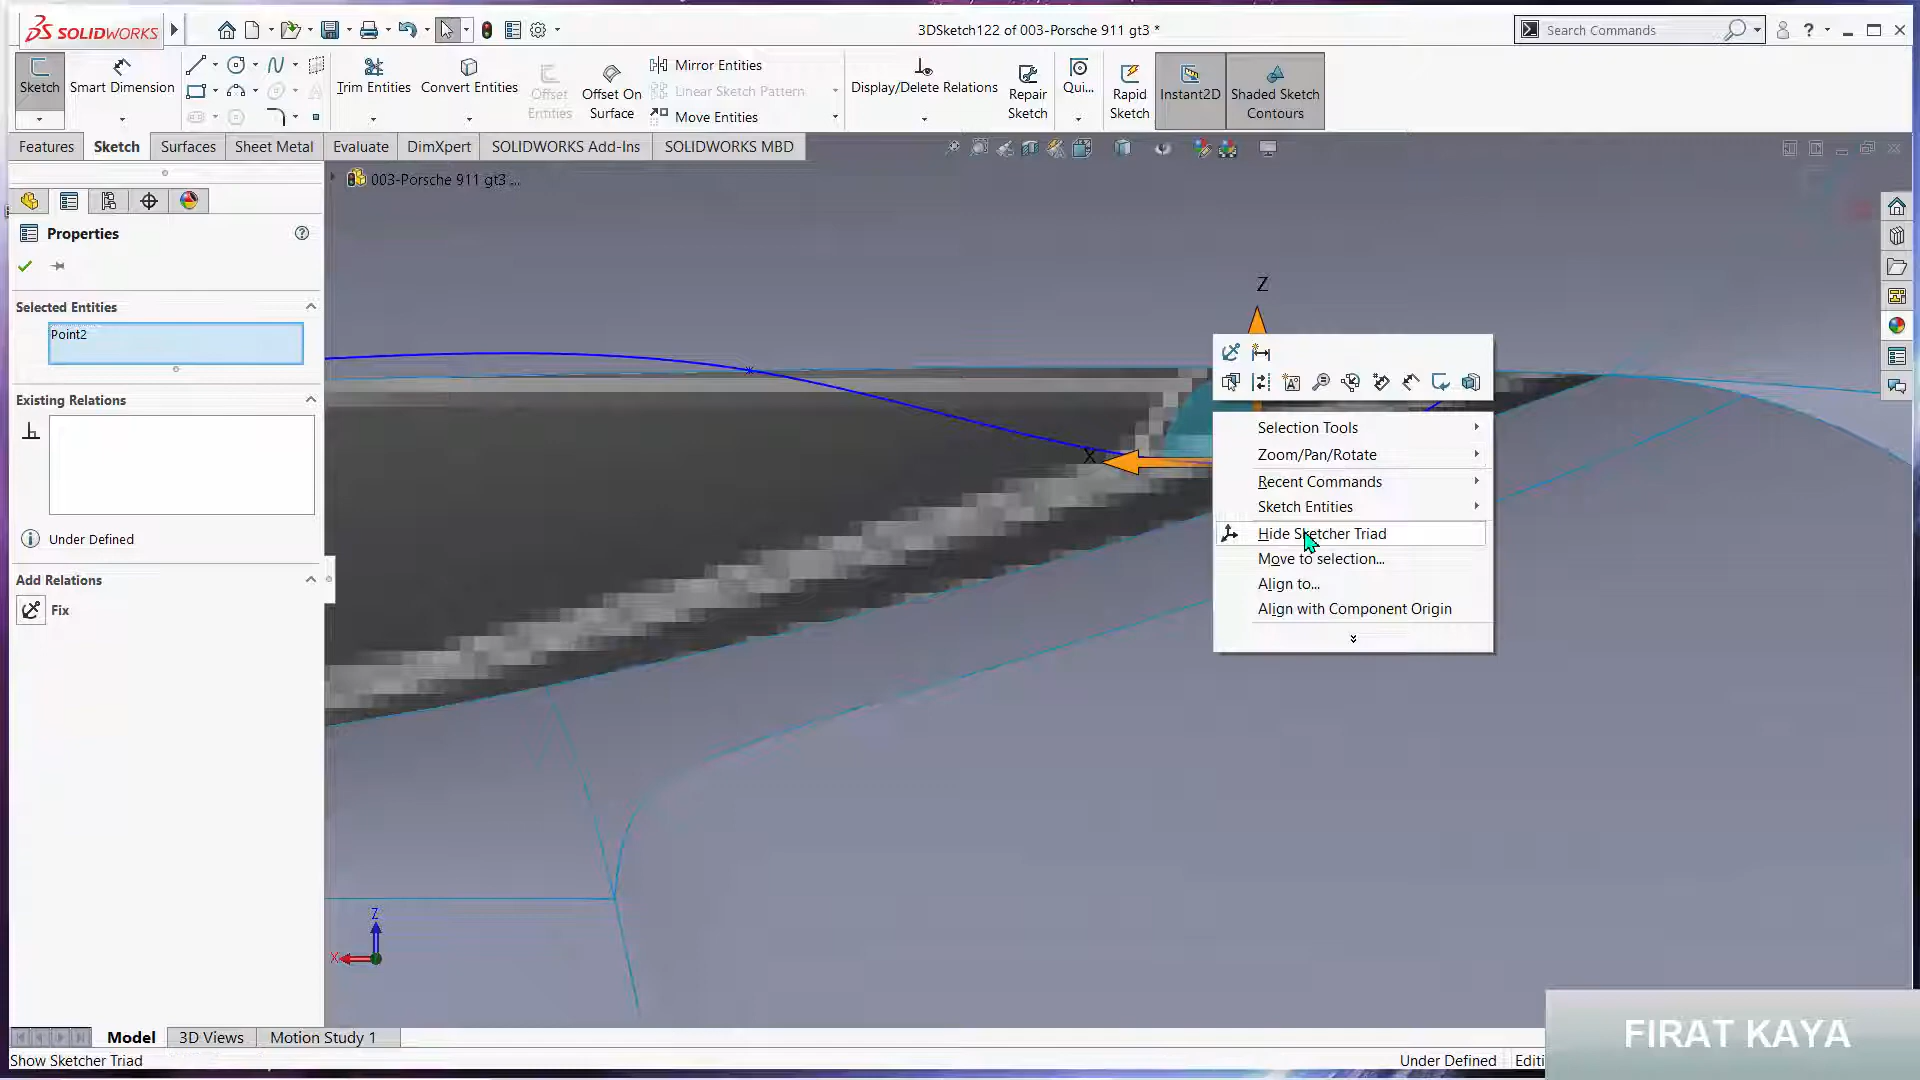 SOLIDWORKS
3DSketch122 of 003-Porsche 911 gt3 *
Search Commands
Sketch
Smart Dimension
Trim Entities
Convert Entities
Offset Entities
Offset On Surface
Mirror Entities
Linear Sketch Pattern
Move Entities
Display/Delete Relations
Repair Sketch
Qui...
Rapid Sketch
Instant2D
Shaded Sketch Contours
Features
Sketch
Surfaces
Sheet Metal
Evaluate
DimXpert
SOLIDWORKS Add-Ins
SOLIDWORKS MBD
003-Porsche 911 gt3 ...
Properties
Selected Entities
Point2
Existing Relations
Under Defined
Add Relations
Fix
Z
X
Selection Tools
Zoom/Pan/Rotate
Recent Commands
Sketch Entities
Hide Sketcher Triad
Move to selection...
Align to...
Align with Component Origin
Z
X
Model
3D Views
Motion Study 1
Show Sketcher Triad
Under Defined
Editi
FIRAT KAYA